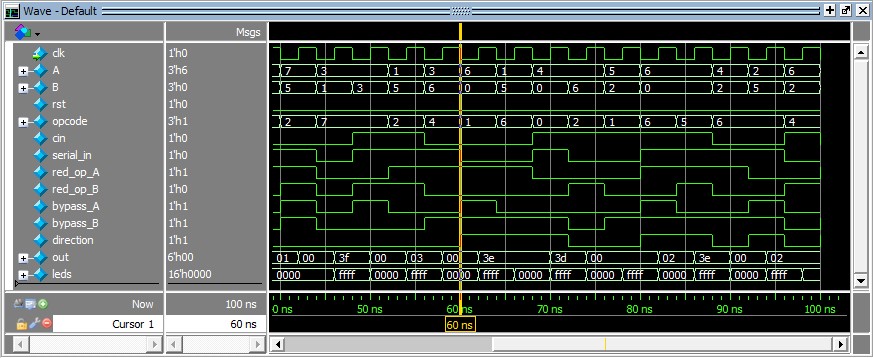 Wave - Default
Msgs
clk 1'h0
A 3'h6 7 3 1 3 6 1 4 5 6 4 2 6
B 3'h0 5 1 3 5 6 0 5 0 6 2 0 2 5 2
rst 1'h0
opcode 3'h1 2 7 2 4 1 6 0 2 1 6 5 6 4
cin 1'h0
serial_in 1'h0
red_op_A 1'h1
red_op_B 1'h0
bypass_A 1'h1
bypass_B 1'h1
direction 1'h1
out 6'h00 01 00 3f 00 03 00 3e 3d 00 02 3e 00 02
leds 16'h0000 0000 ffff 0000 ffff 0000 ffff 0000 ffff 0000 ffff 0000 ffff 0000 ffff
Now 100 ns 0 ns 50 ns 60 ns 70 ns 80 ns 90 ns 100 ns
Cursor 1 60 ns 60 ns